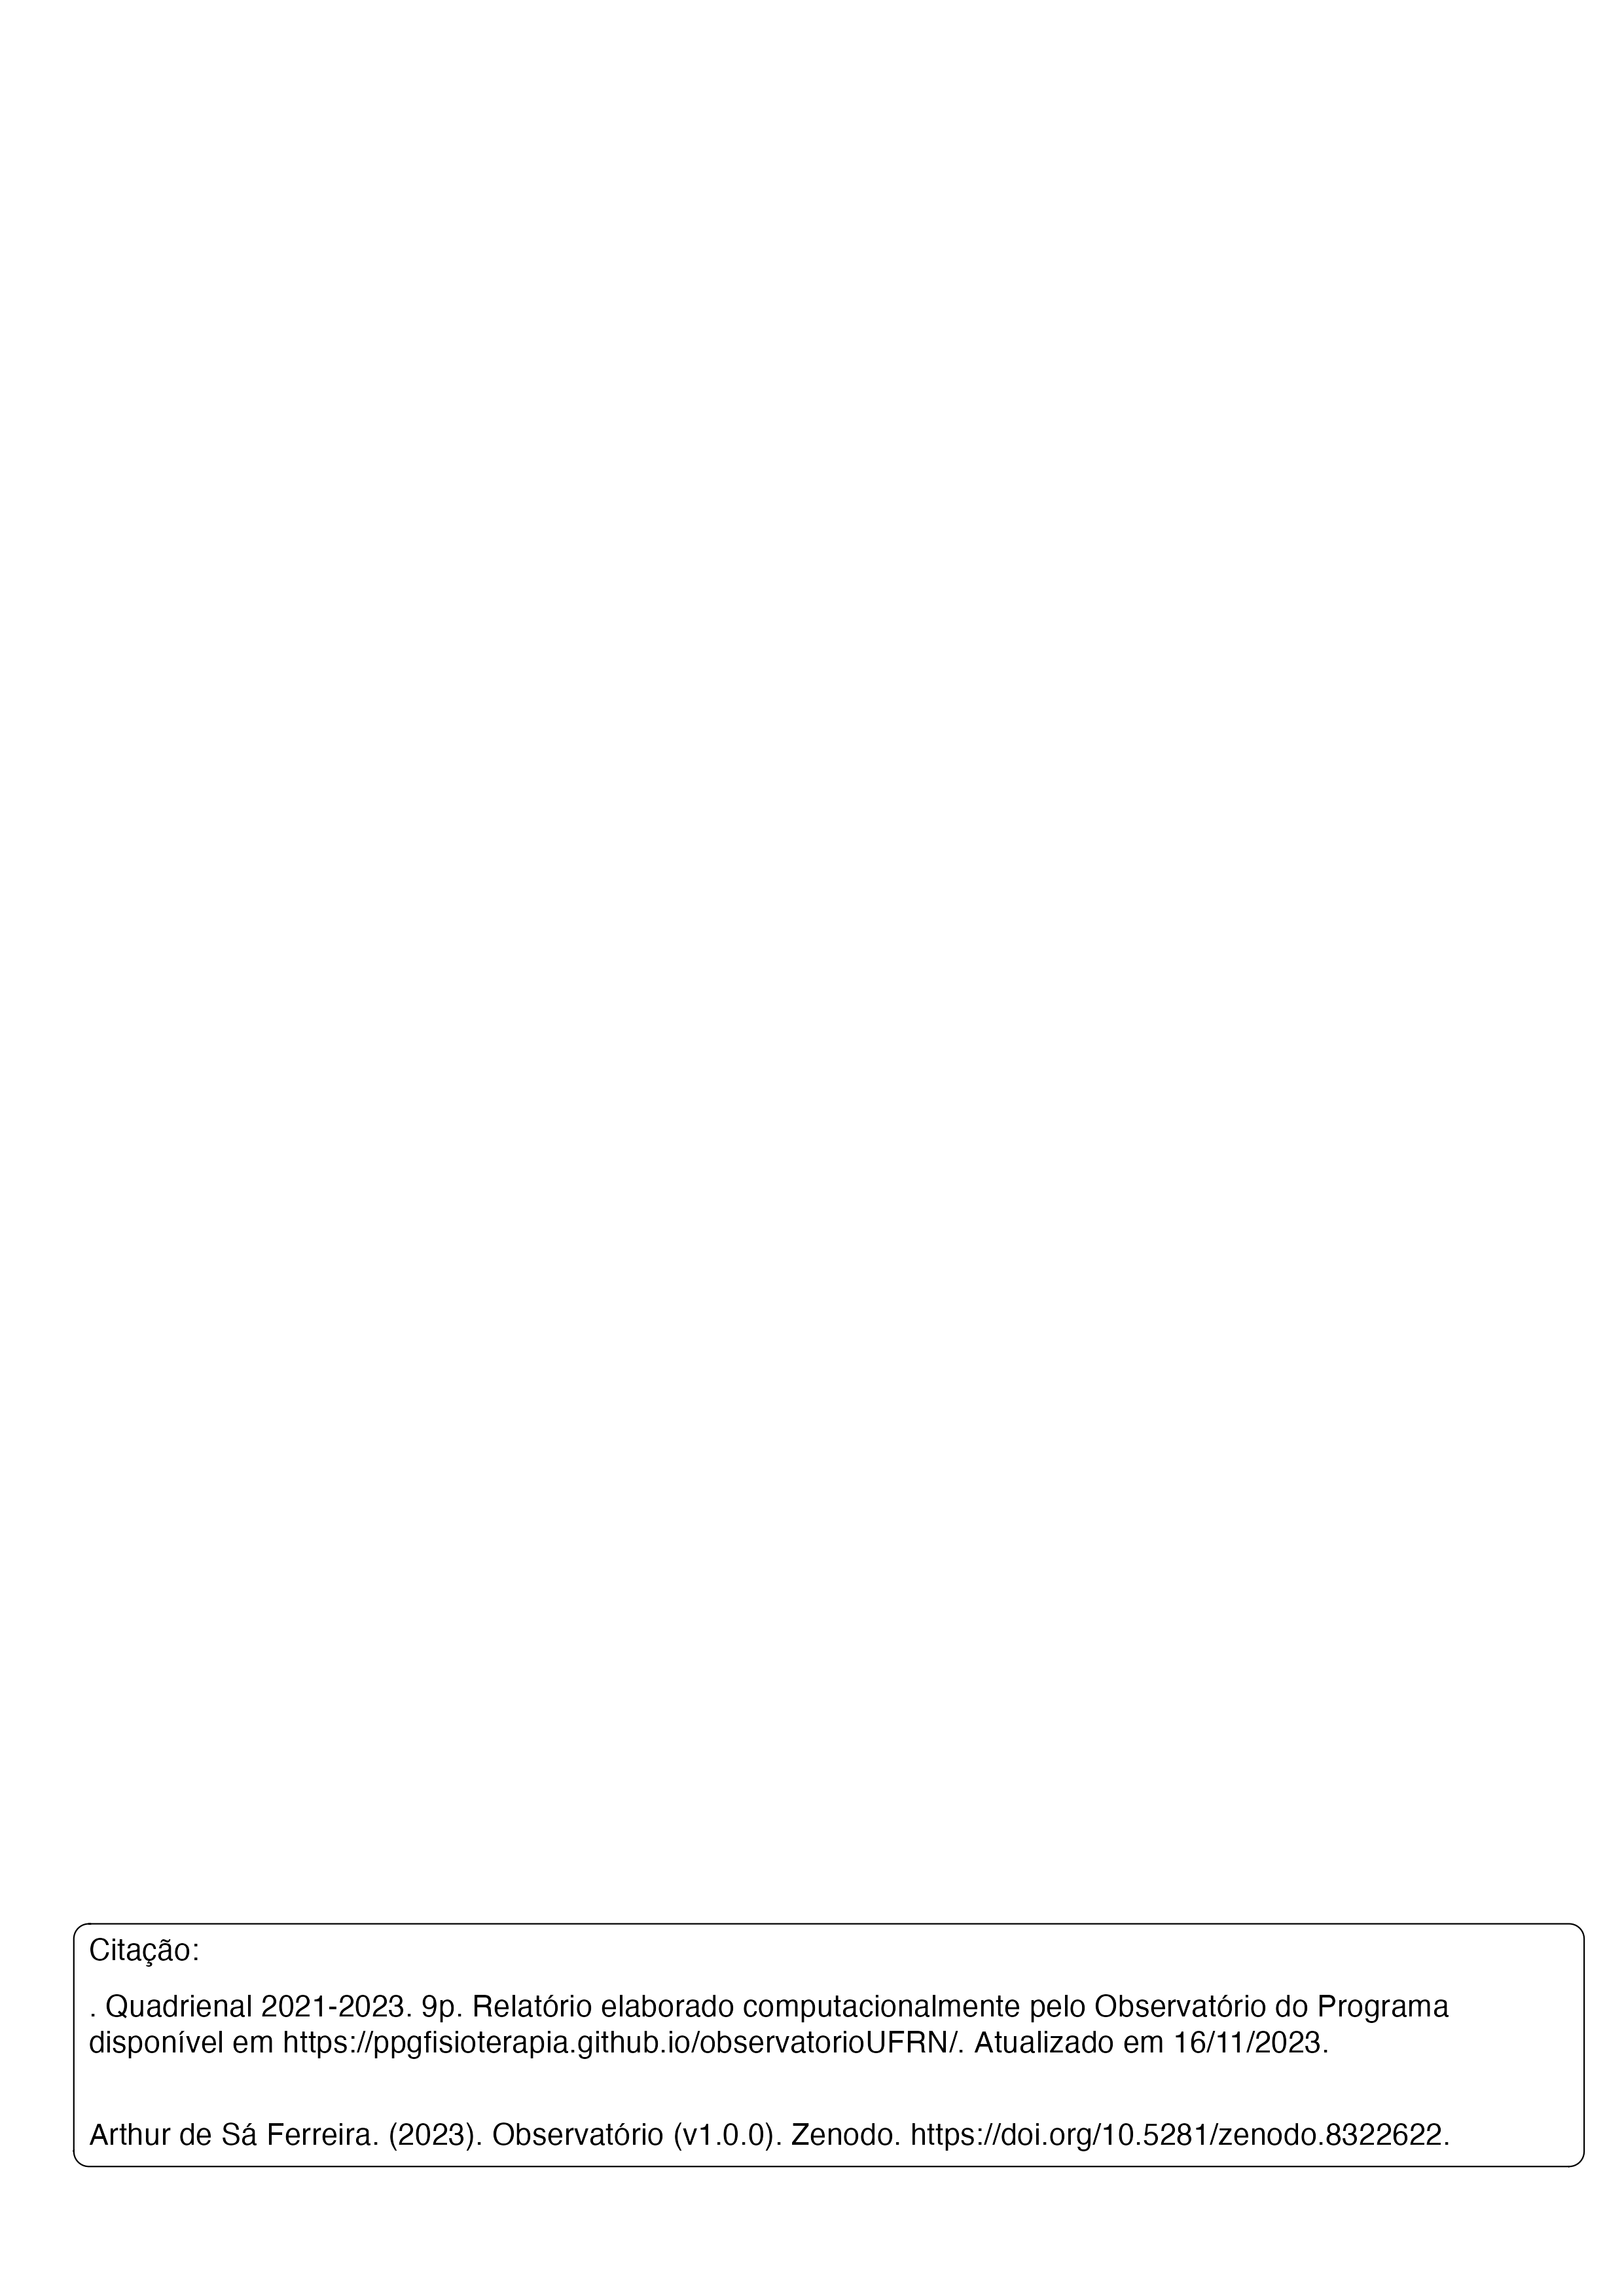 Citação:
. Quadrienal 2021-2023. 9p. Relatório elaborado computacionalmente pelo Observatório do Programa
disponível em https://ppgfisioterapia.github.io/observatorioUFRN/. Atualizado em 16/11/2023.
Arthur de Sá Ferreira. (2023). Observatório (v1.0.0). Zenodo. https://doi.org/10.5281/zenodo.8322622.